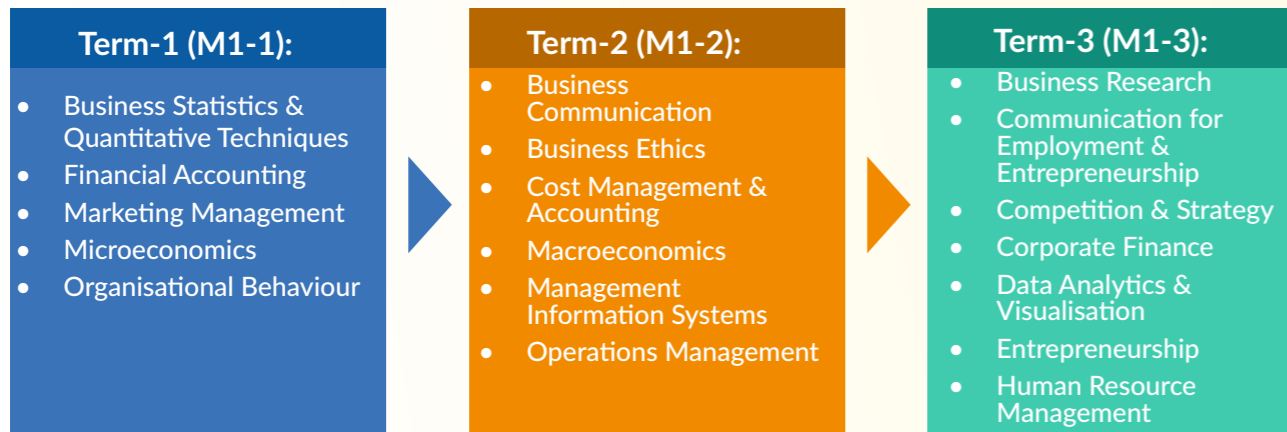 Term-1 (M1-1):
• Business Statistics &
Quantitative Techniques
• Financial Accounting
• Marketing Management
• Microeconomics
• Organisational Behaviour
Term-2 (M1-2):
• Business
Communication
• Business Ethics
• Cost Management &
Accounting
• Macroeconomics
• Management
Information Systems
• Operations Management
Term-3 (M1-3):
• Business Research
• Communication for
Employment &
Entrepreneurship
• Competition & Strategy
• Corporate Finance
• Data Analytics &
Visualisation
• Entrepreneurship
• Human Resource
Management